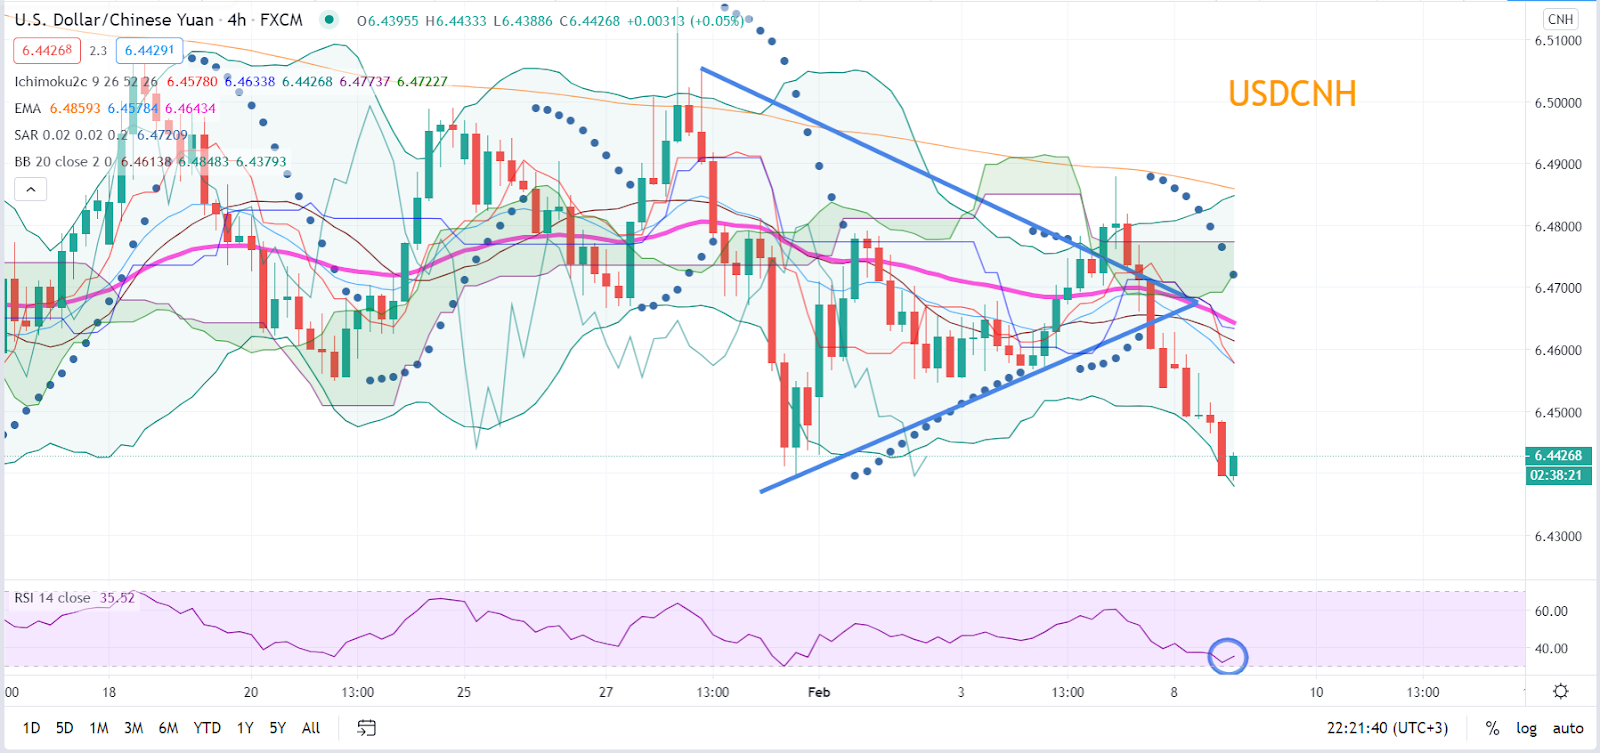 U.S. Dollar/Chinese Yuan · 4h · FXCM O6.43955 H6.44333 L6.43886 C6.44268 +0.00313 (+0.05%)
6.44268 2.3 6.44291
Ichimoku2c 9 26 52 26 6.45780 6.46338 6.44268 6.47737 6.47227
EMA 6.48593 6.45784 6.46434
SAR 0.02 0.02 0.2 6.47209
BB 20 close 2 0 6.46138 6.48483 6.43793
USDCNH
CNH
6.51000
6.50000
6.49000
6.48000
6.47000
6.46000
6.45000
6.44268
02:38:21
6.43000
RSI 14 close 35.52
60.00
40.00
:00 18 20 13:00 25 27 13:00 Feb 3 13:00 8 10 13:00
1D 5D 1M 3M 6M YTD 1Y 5Y All 22:21:40 (UTC+3) % log auto